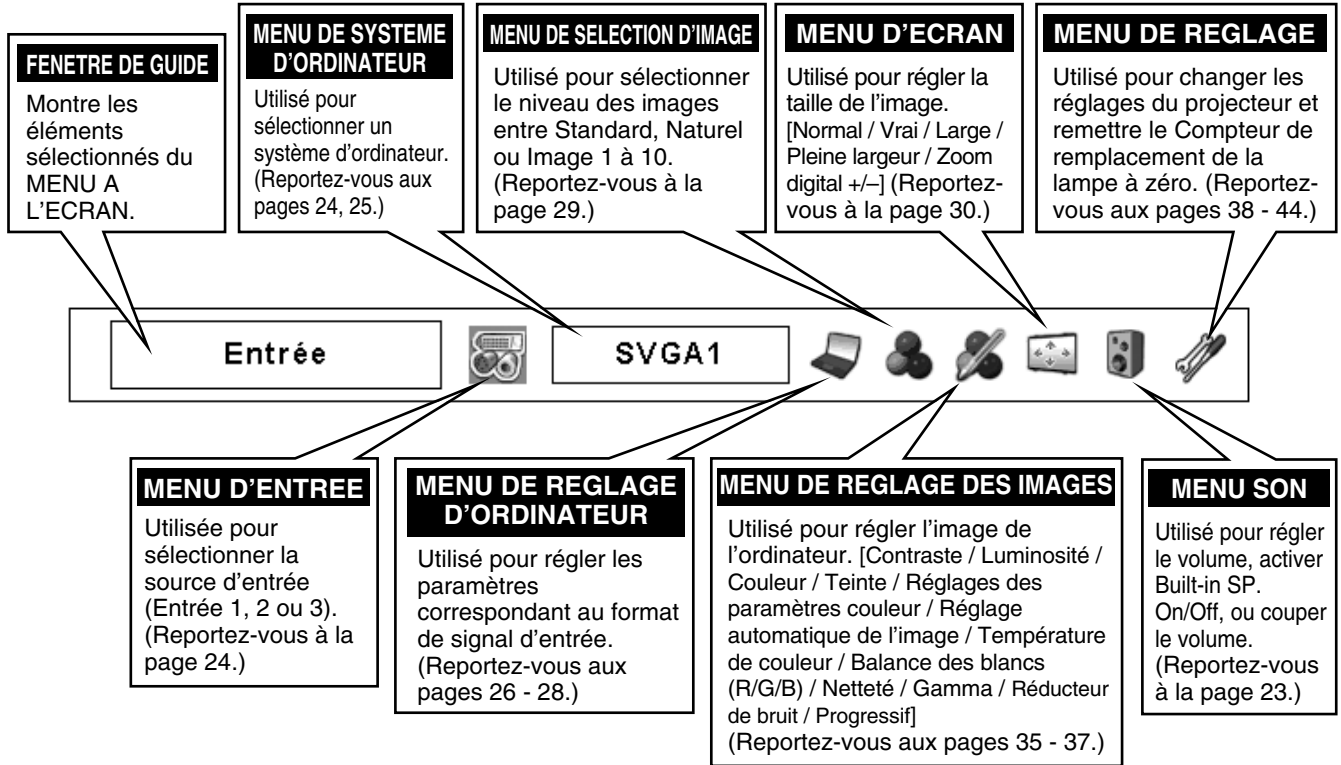 FENETRE DE GUIDE
Montre les
éléments
sélectionnés du
MENU A
L'ECRAN.
MENU DE SYSTEME
D'ORDINATEUR
Utilisé pour
sélectionner un
système d'ordinateur.
(Reportez-vous aux
pages 24, 25.)
MENU DE SELECTION D'IMAGE
Utilisé pour sélectionner
le niveau des images
entre Standard, Naturel
ou Image 1 à 10.
(Reportez-vous à la
page 29.)
MENU D'ECRAN
Utilisé pour régler la
taille de l'image.
[Normal / Vrai / Large /
Pleine largeur / Zoom
digital +/–] (Reportez-
vous à la page 30.)
MENU DE REGLAGE
Utilisé pour changer les
réglages du projecteur et
remettre le Compteur de
remplacement de la
lampe à zéro. (Reportez-
vous aux pages 38 - 44.)
Entrée
SVGA1
MENU D'ENTREE
Utilisée pour
sélectionner la
source d'entrée
(Entrée 1, 2 ou 3).
(Reportez-vous à la
page 24.)
MENU DE REGLAGE
D'ORDINATEUR
Utilisé pour régler les
paramètres
correspondant au format
de signal d'entrée.
(Reportez-vous aux
pages 26 - 28.)
MENU DE REGLAGE DES IMAGES
Utilisé pour régler l'image de
l'ordinateur. [Contraste / Luminosité /
Couleur / Teinte / Réglages des
paramètres couleur / Réglage
automatique de l'image / Température
de couleur / Balance des blancs
(R/G/B) / Netteté / Gamma / Réducteur
de bruit / Progressif]
(Reportez-vous aux pages 35 - 37.)
MENU SON
Utilisé pour régler
le volume, activer
Built-in SP.
On/Off, ou couper
le volume.
(Reportez-vous
à la page 23.)